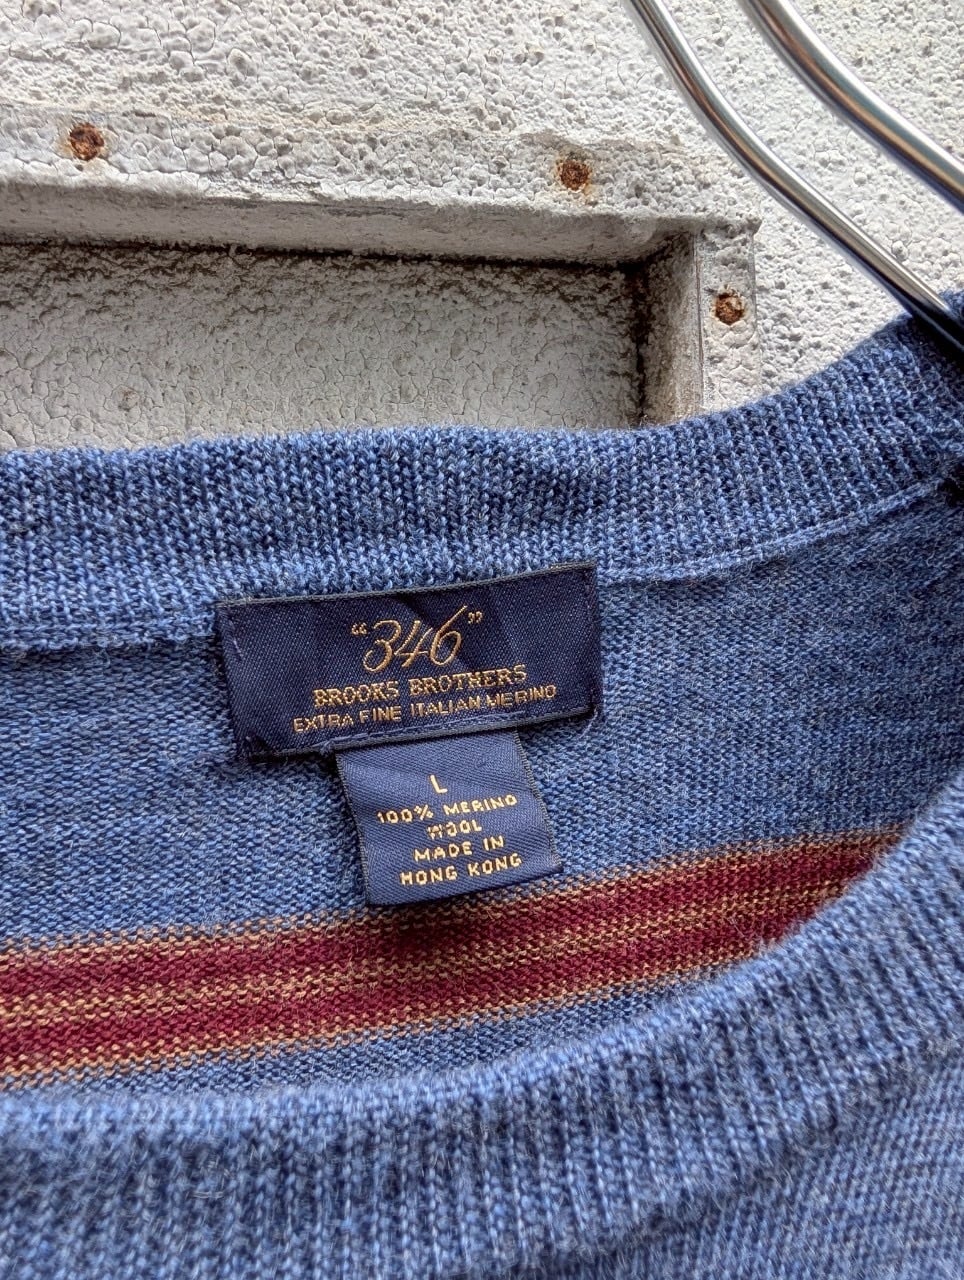 “346”
BROOKS BROTHERS
EXTRA FINE ITALIAN MERINO
L
100% MERINO
WOOL
MADE IN
HONG KONG